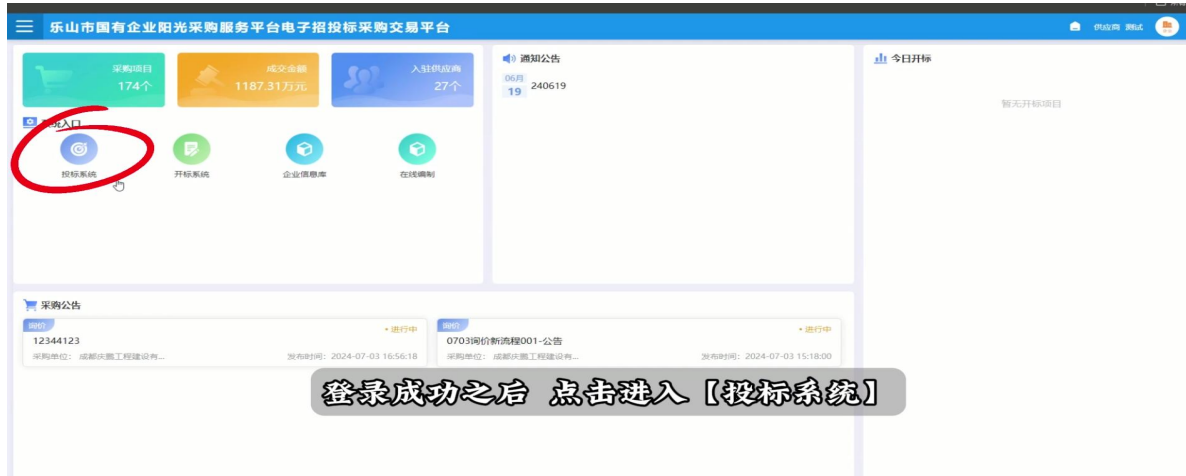 乐山市国有企业阳光采购服务平台电子招投标采购交易平台
供应商 测试
采购项目
174个
成交金额
1187.31万元
入驻供应商
27个
通知公告
06月
19
240619
今日开标
暂无开标项目
入口
投标系统
开标系统
企业信息库
在线编制
采购公告
询价
12344123
• 进行中
采购单位： 成都庆鹏工程建设有...
发布时间： 2024-07-03 16:56:18
询价
0703询价新流程001-公告
• 进行中
采购单位： 成都庆鹏工程建设有...
发布时间： 2024-07-03 15:18:00
登录成功之后 点击进入【投标系统】